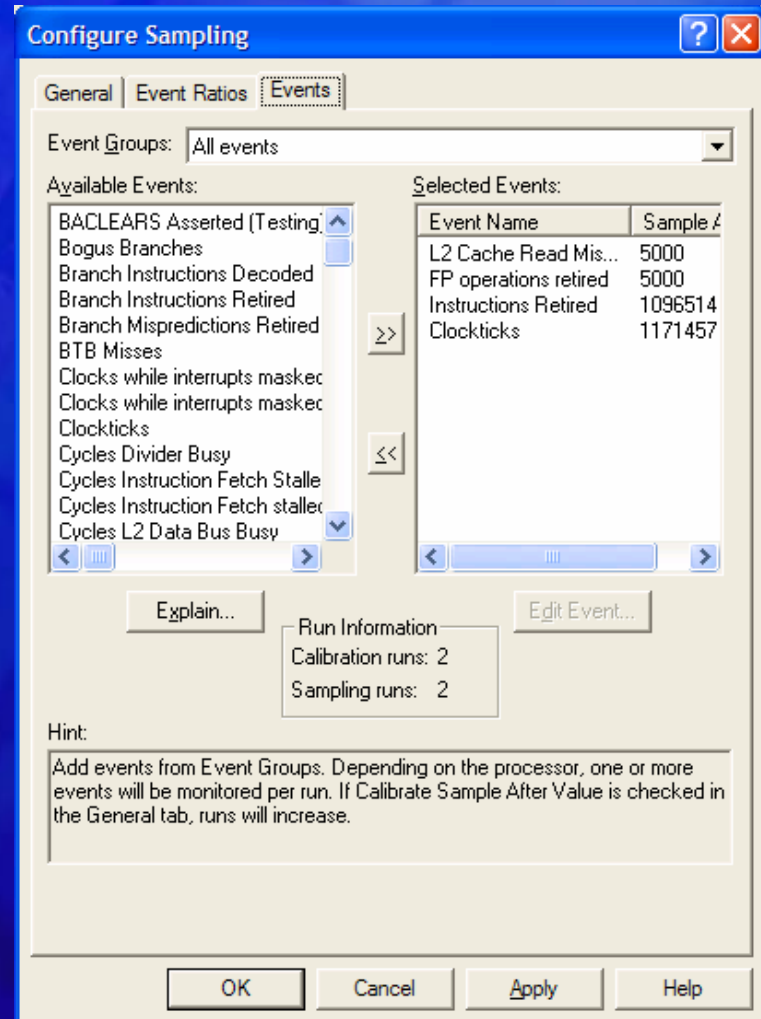 Configure Sampling
General Event Ratios Events
Event Groups: All events
Available Events:
BACLEARS Asserted (Testing)
Bogus Branches
Branch Instructions Decoded
Branch Instructions Retired
Branch Mispredictions Retired
BTB Misses
Clocks while interrupts masked
Clocks while interrupts masked
Clockticks
Cycles Divider Busy
Cycles Instruction Fetch Stalle
Cycles Instruction Fetch stalled
Cycles L2 Data Bus Busy
>>
<<
Selected Events:
Event Name Sample A
L2 Cache Read Mis... 5000
FP operations retired 5000
Instructions Retired 1096514
Clockticks 1171457
Explain...
Edit Event...
Run Information
Calibration runs: 2
Sampling runs: 2
Hint:
Add events from Event Groups. Depending on the processor, one or more
events will be monitored per run. If Calibrate Sample After Value is checked in
the General tab, runs will increase.
OK Cancel Apply Help